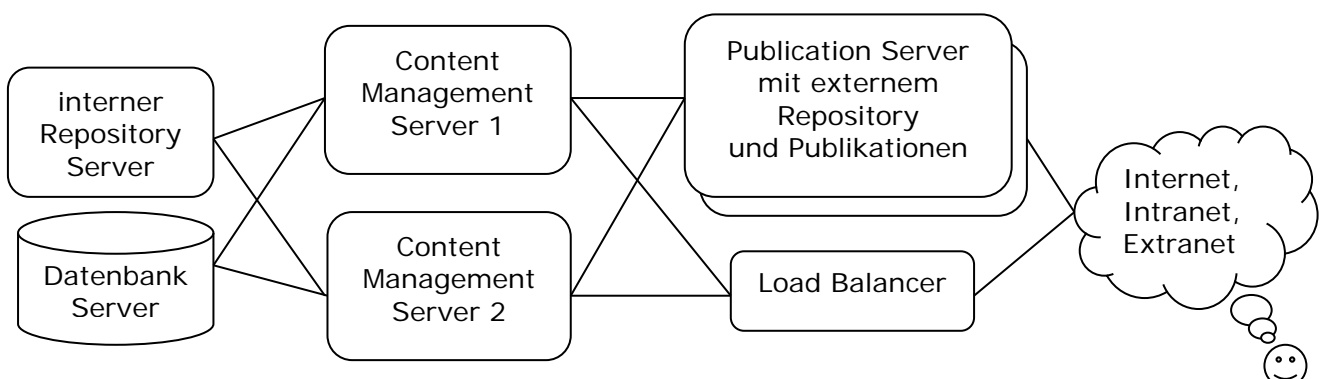 interner
Repository
Server
Datenbank
Server
Content
Management
Server 1
Content
Management
Server 2
Publication Server
mit externem
Repository
und Publikationen
Load Balancer
Internet,
Intranet,
Extranet